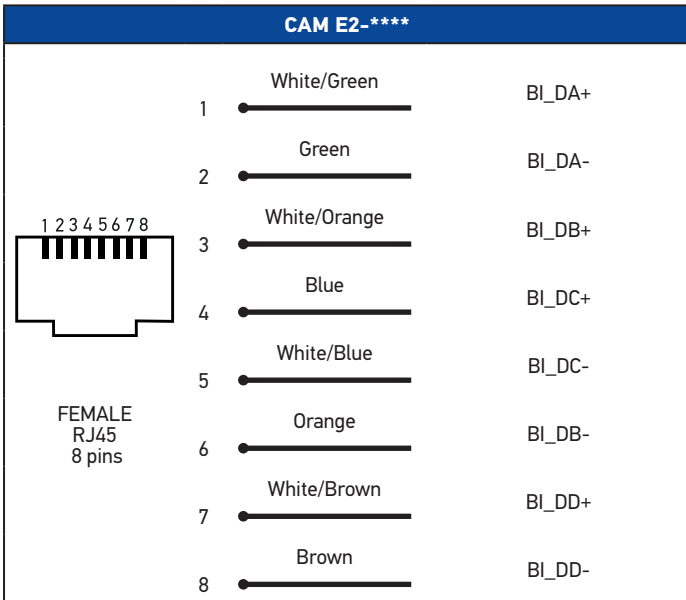 CAM E2-****
White/Green
1
BI_DA+
Green
2
BI_DA-
White/Orange
3
BI_DB+
Blue
4
BI_DC+
White/Blue
5
BI_DC-
Orange
6
BI_DB-
White/Brown
7
BI_DD+
Brown
8
BI_DD-
1 2 3 4 5 6 7 8
FEMALE
RJ45
8 pins